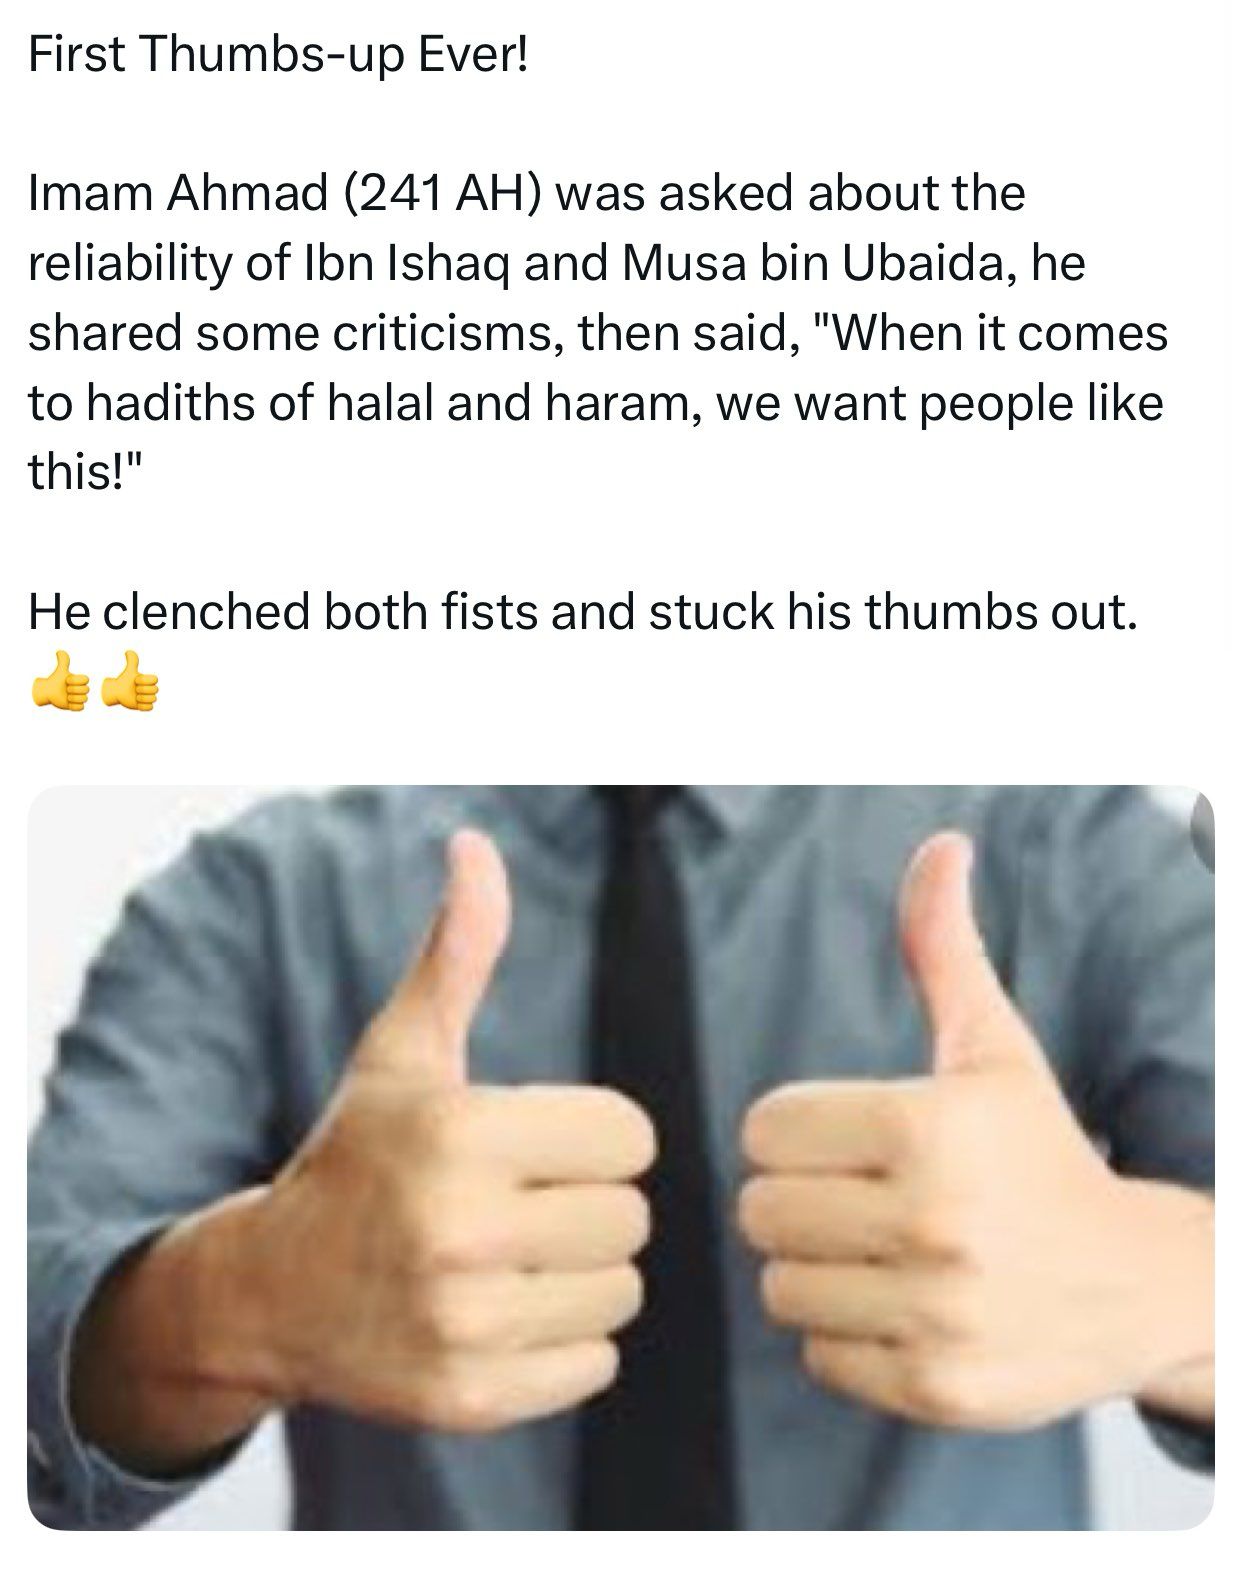 First Thumbs-up Ever!
Imam Ahmad (241 AH) was asked about the
reliability of Ibn Ishaq and Musa bin Ubaida, he
shared some criticisms, then said, "When it comes
to hadiths of halal and haram, we want people like
this!"
He clenched both fists and stuck his thumbs out.
👍👍